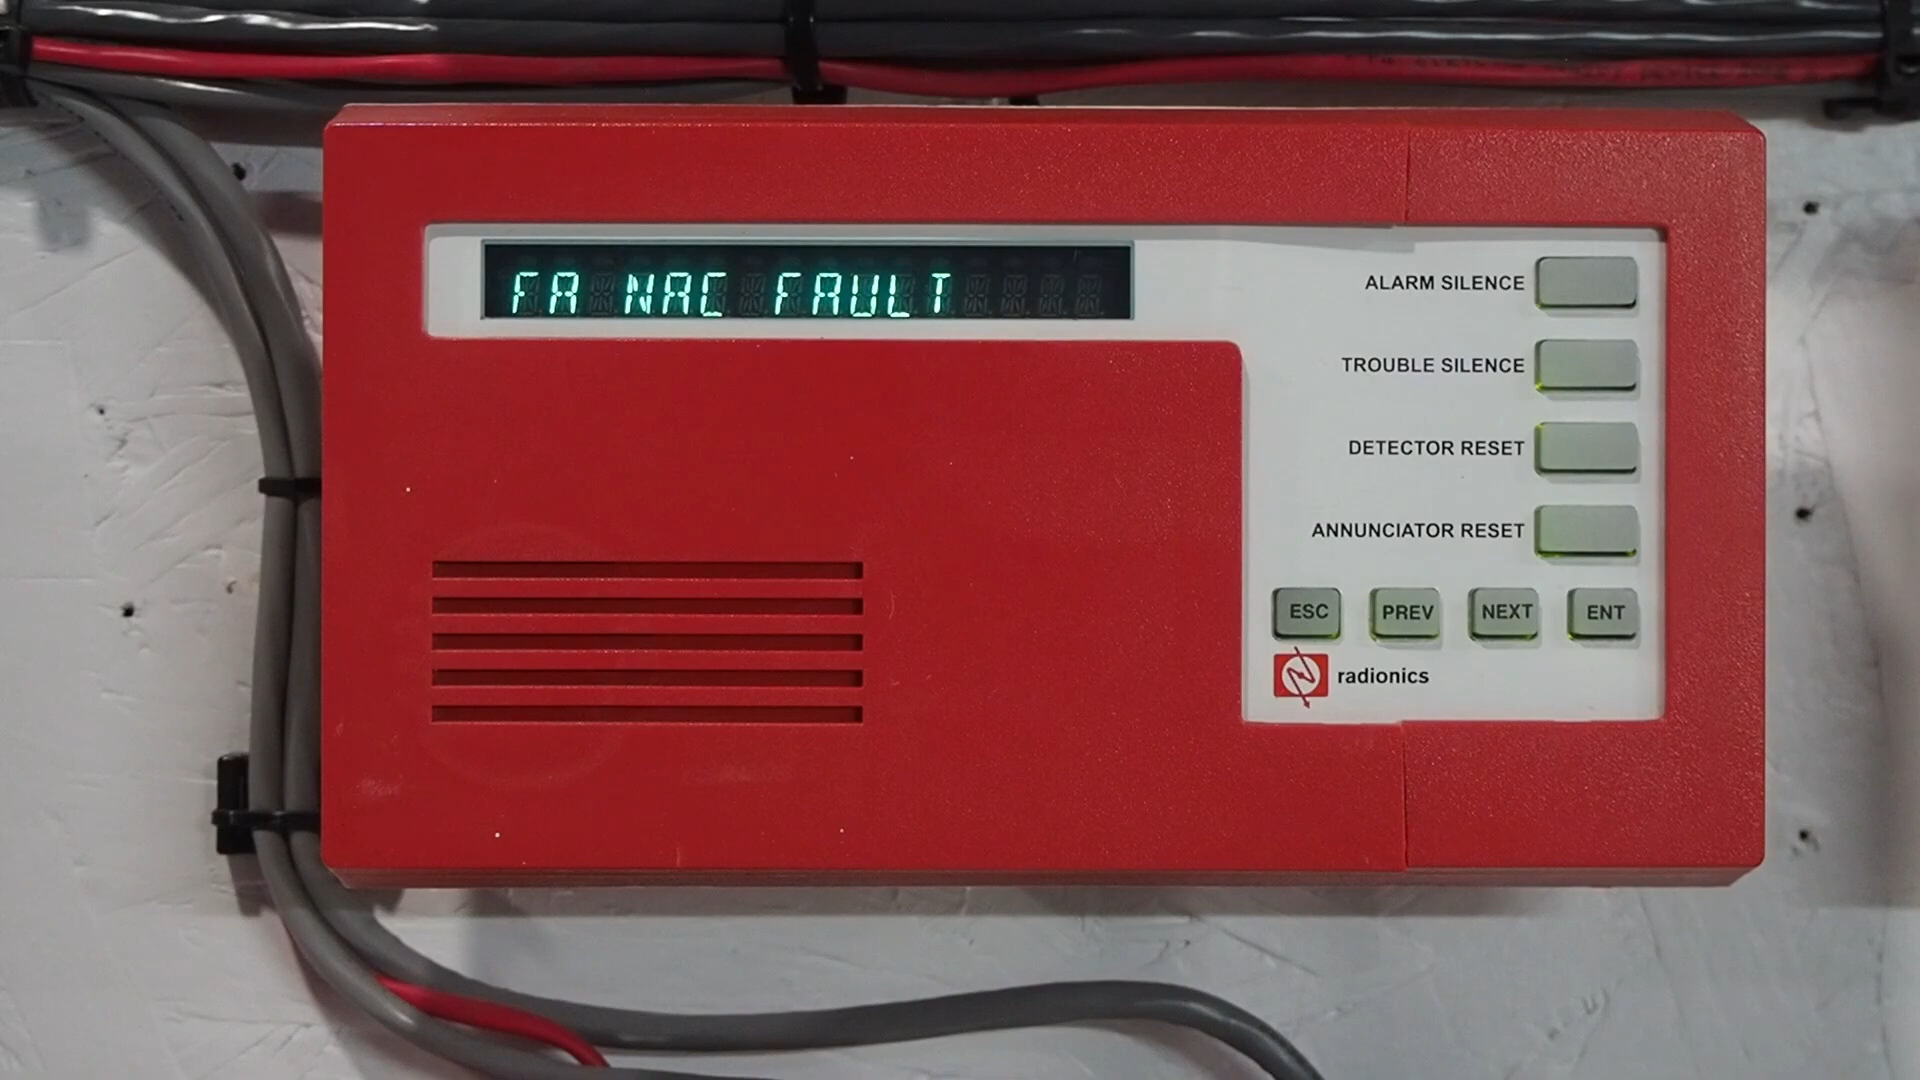 FA NAC FAULT
ALARM SILENCE
TROUBLE SILENCE
DETECTOR RESET
ANNUNCIATOR RESET
ESC PREV NEXT ENT
radionics